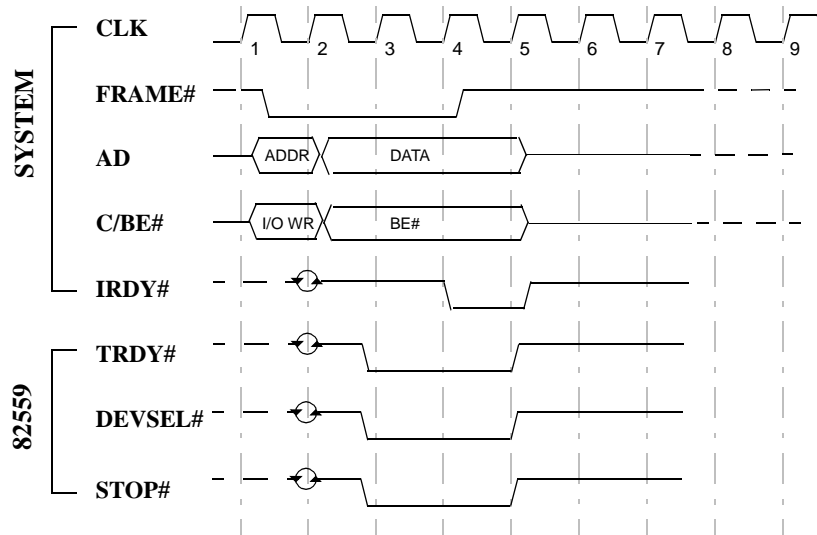 CLK
1 2 3 4 5 6 7 8 9
FRAME#
AD
ADDR DATA
C/BE#
I/O WR BE#
IRDY#
SYSTEM
TRDY#
DEVSEL#
STOP#
82559